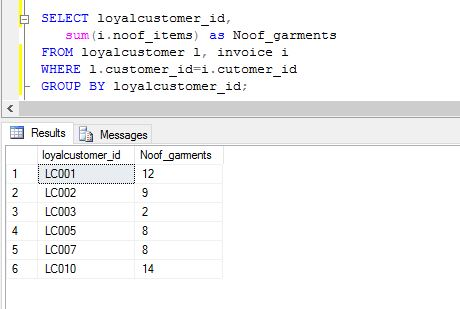 SELECT loyalcustomer_id,
sum(i.noof_items) as Noof_garments
FROM loyalcustomer l, invoice i
WHERE l.customer_id=i.cutomer_id
GROUP BY loyalcustomer_id;
Results Messages
loyalcustomer_id Noof_garments
1 LC001 12
2 LC002 9
3 LC003 2
4 LC005 8
5 LC007 8
6 LC010 14